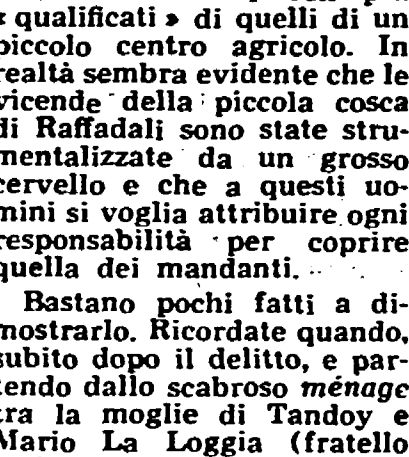 « qualificati » di quelli di un
piccolo centro agricolo. In
realtà sembra evidente che le
vicende della piccola cosca
di Raffadali sono state stru-
mentalizzate da un grosso
cervello e che a questi uo-
mini si voglia attribuire ogni
responsabilità per coprire
quella dei mandanti.
Bastano pochi fatti a di-
mostrarlo. Ricordate quando,
subito dopo il delitto, e par-
tendo dallo scabroso ménage
tra la moglie di Tandoy e
Mario La Loggia (fratello